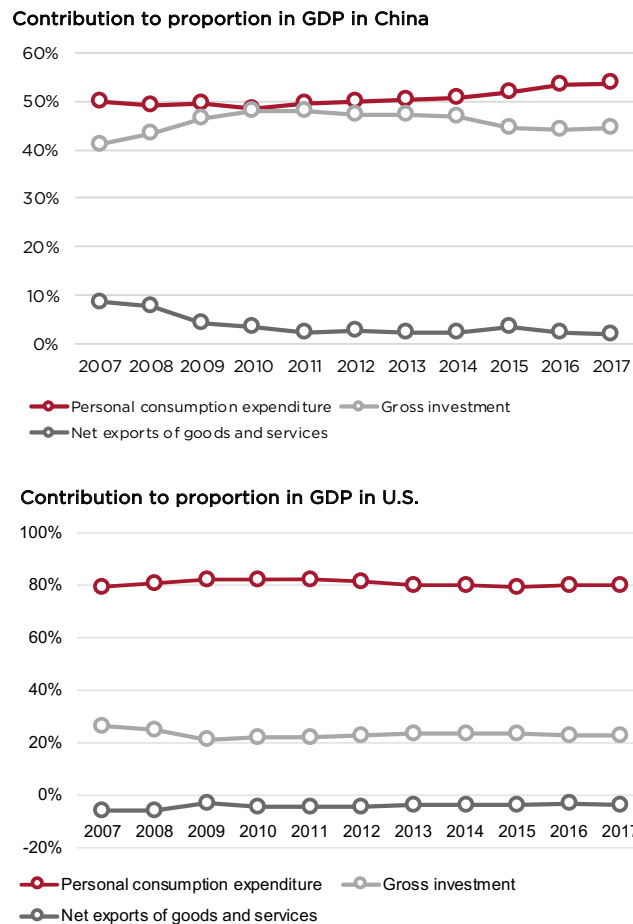 Contribution to proportion in GDP in China
60%
50%
40%
30%
20%
10%
0%
2007 2008 2009 2010 2011 2012 2013 2014 2015 2016 2017
Personal consumption expenditure Gross investment
Net exports of goods and services
Contribution to proportion in GDP in U.S.
100%
80%
60%
40%
20%
0%
2007 2008 2009 2010 2011 2012 2013 2014 2015 2016 2017
-20%
Personal consumption expenditure Gross investment
Net exports of goods and services